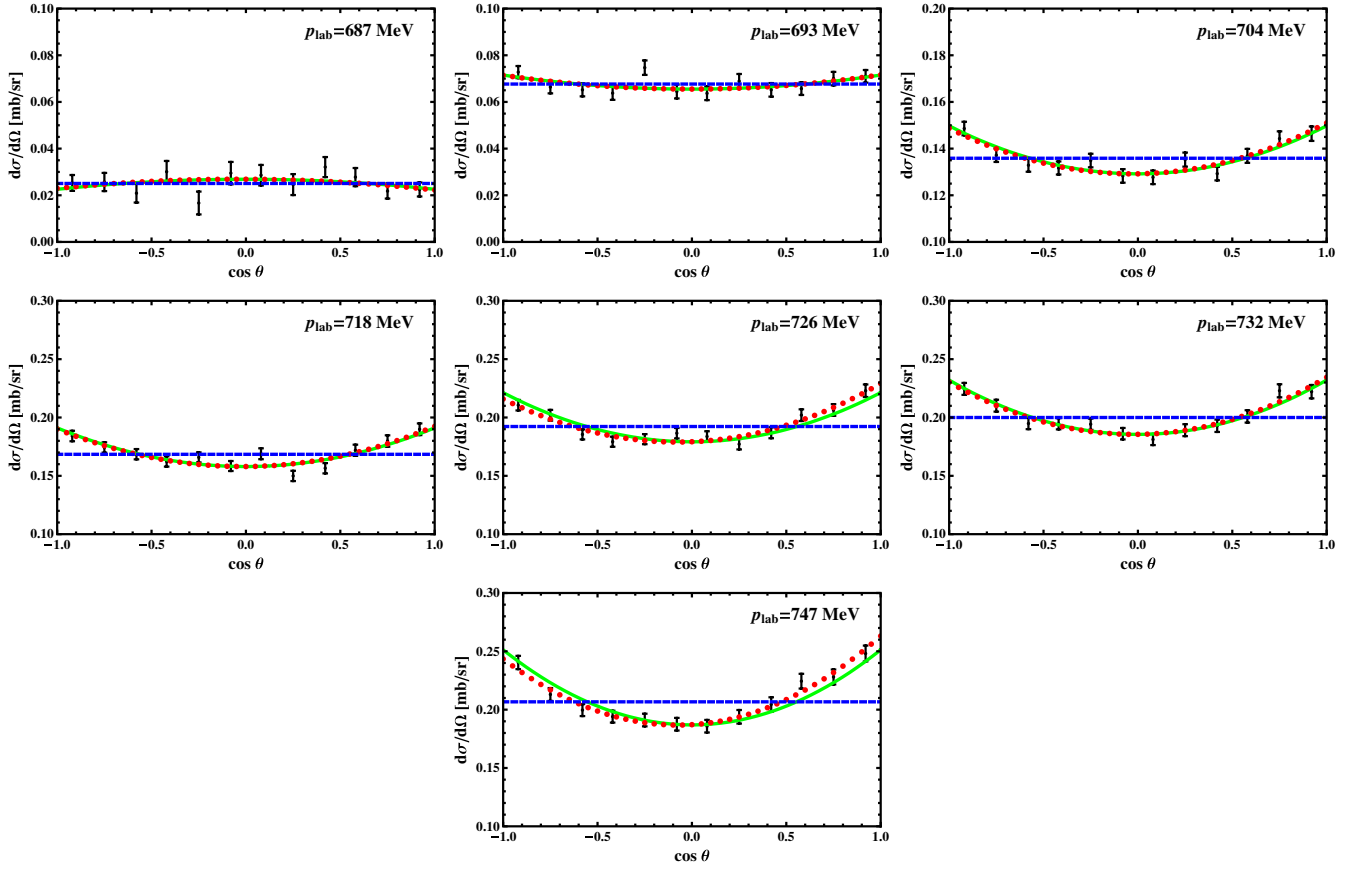 p_lab=687 MeV
dσ/dΩ [mb/sr]
0.10
0.08
0.06
0.04
0.02
0.00
−1.0 −0.5 0.0 0.5 1.0
cos θ
p_lab=693 MeV
dσ/dΩ [mb/sr]
0.10
0.08
0.06
0.04
0.02
0.00
−1.0 −0.5 0.0 0.5 1.0
cos θ
p_lab=704 MeV
dσ/dΩ [mb/sr]
0.20
0.18
0.16
0.14
0.12
0.10
−1.0 −0.5 0.0 0.5 1.0
cos θ
p_lab=718 MeV
dσ/dΩ [mb/sr]
0.30
0.25
0.20
0.15
0.10
−1.0 −0.5 0.0 0.5 1.0
cos θ
p_lab=726 MeV
dσ/dΩ [mb/sr]
0.30
0.25
0.20
0.15
0.10
−1.0 −0.5 0.0 0.5 1.0
cos θ
p_lab=732 MeV
dσ/dΩ [mb/sr]
0.30
0.25
0.20
0.15
0.10
−1.0 −0.5 0.0 0.5 1.0
cos θ
p_lab=747 MeV
dσ/dΩ [mb/sr]
0.30
0.25
0.20
0.15
0.10
−1.0 −0.5 0.0 0.5 1.0
cos θ